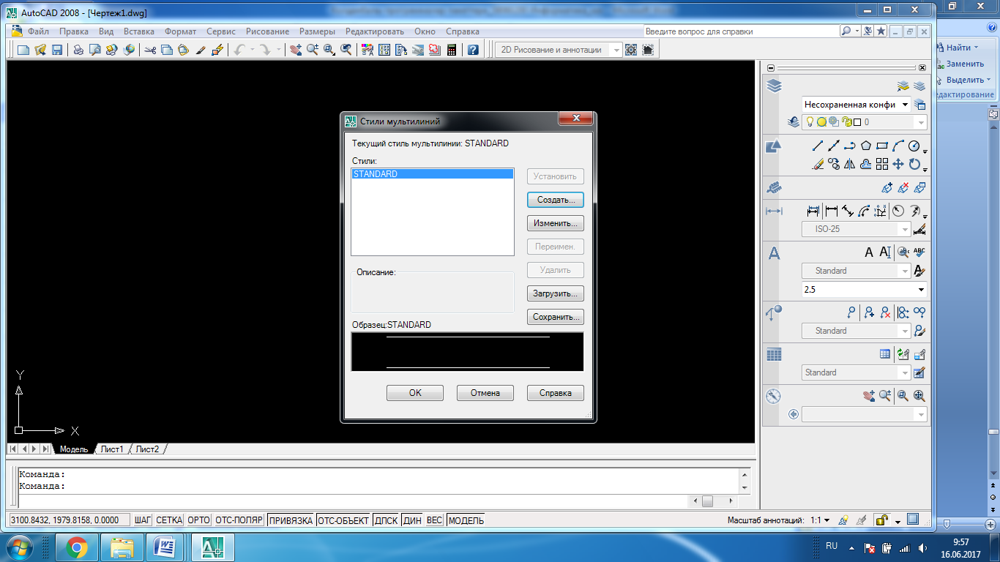 AutoCAD 2008 - [Чертеж1.dwg]
Файл Правка Вид Вставка Формат Сервис Рисование Размеры Редактировать Окно Справка
Введите вопрос для справки
2D Рисование и аннотации
Найти
Заменить
Выделить
едактирование
Несохраненная конфи
0
Стили мультилиний
Текущий стиль мультилинии: STANDARD
Стили:
STANDARD
Установить
Создать...
Изменить...
Переимен.
Удалить
Загрузить...
Сохранить...
Описание:
Образец:STANDARD
OK Отмена Справка
ISO-25
Standard
2.5
Standard
Standard
Y
X
Модель Лист1 Лист2
Команда:
Команда:
3100.8432, 1979.8158, 0.0000 ШАГ СЕТКА ОРТО ОТС-ПОЛЯР ПРИВЯЗКА ОТС-ОБЪЕКТ ДПСК ДИН ВЕС МОДЕЛЬ
Масштаб аннотаций: 1:1
RU
9:57
16.06.2017